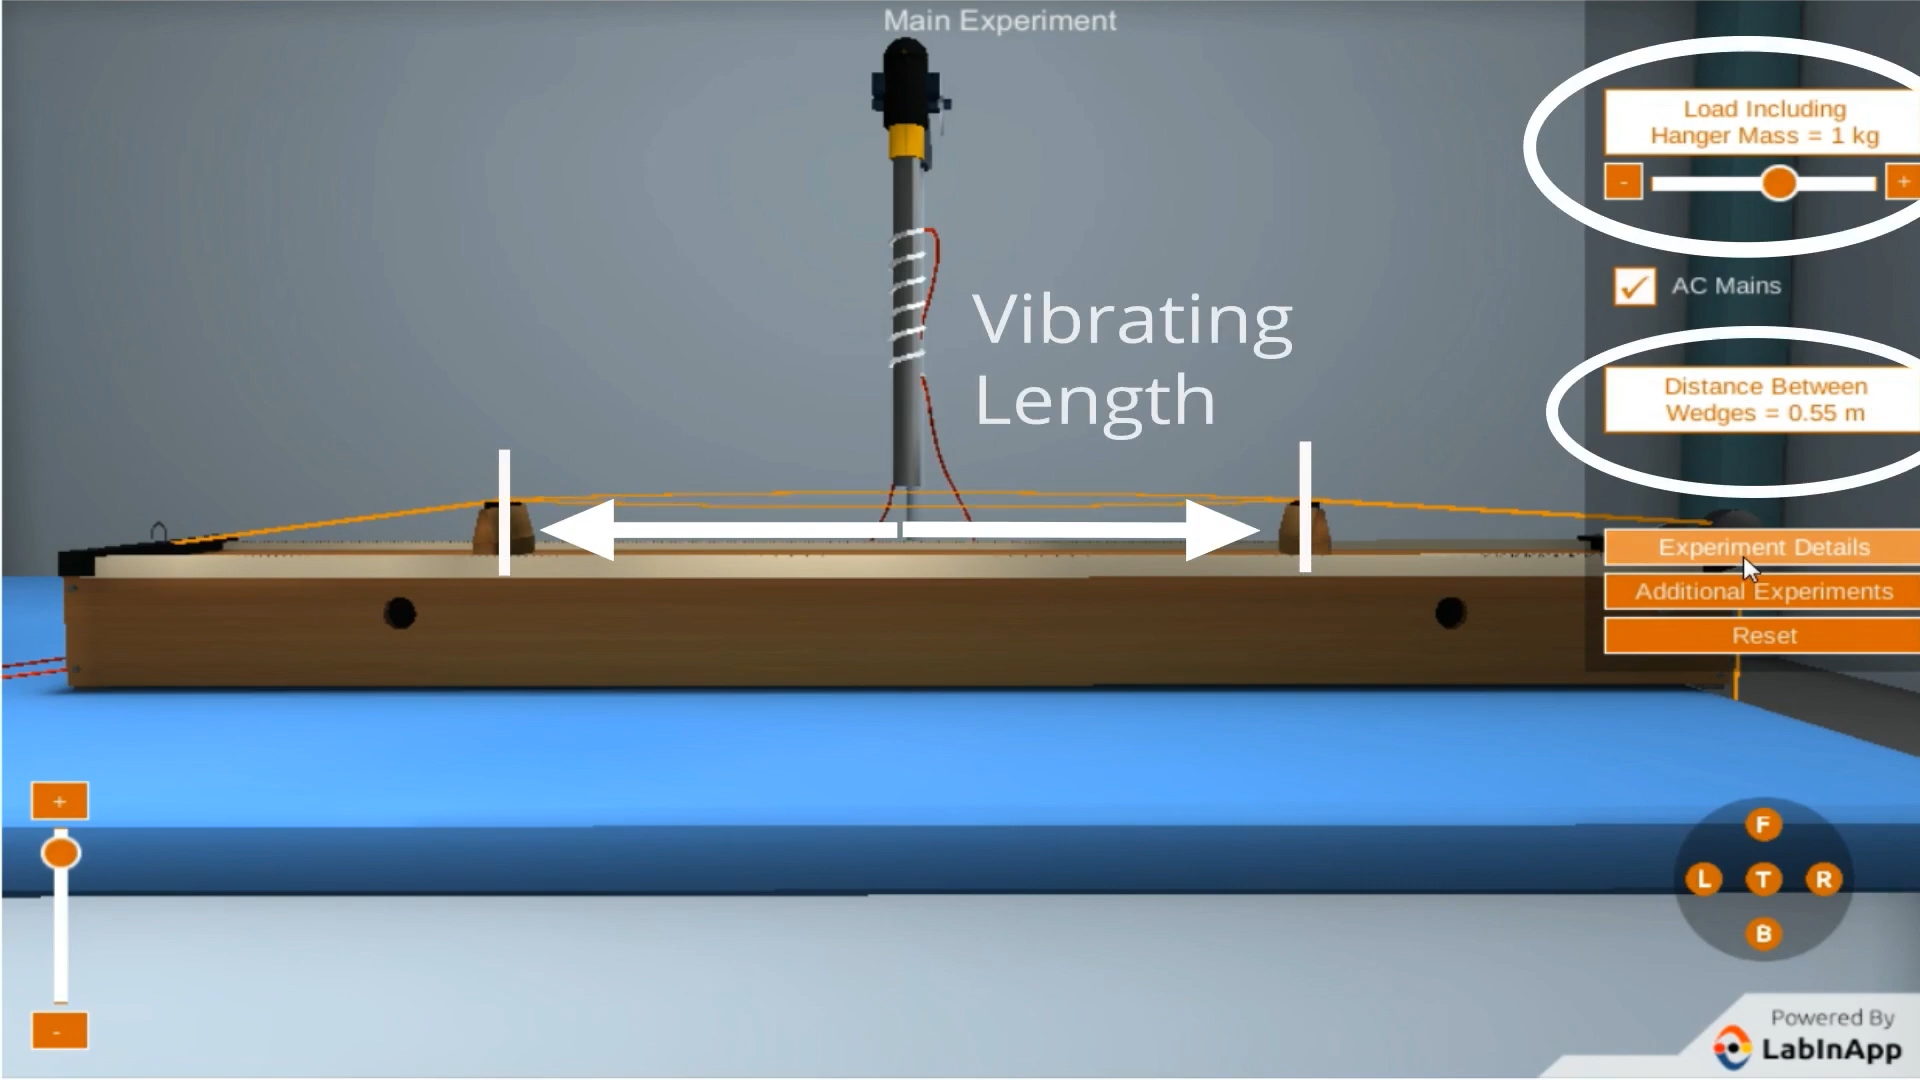 Main Experiment
Load Including
Hanger Mass = 1 kg
-
+
AC Mains
Vibrating
Length
Distance Between
Wedges = 0.55 m
Experiment Details
Additional Experiments
Reset
+
-
F
L T R
B
Powered By
LabInApp